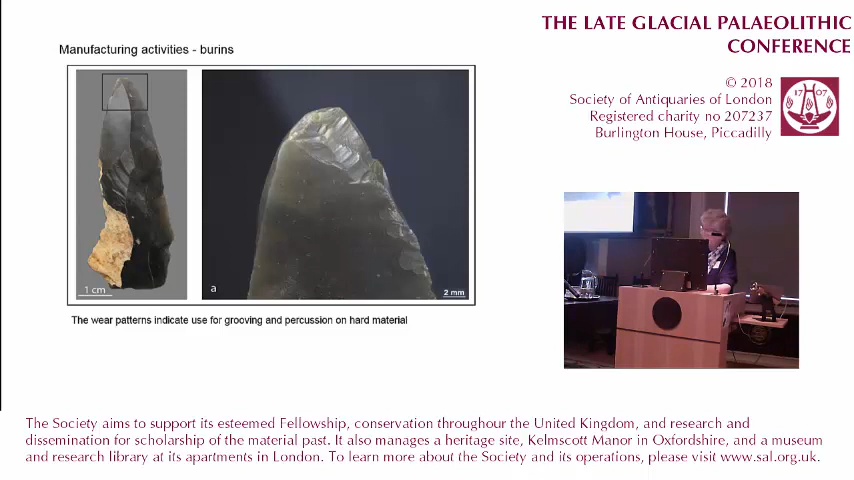 THE LATE GLACIAL PALAEOLITHIC
CONFERENCE
© 2018
Society of Antiquaries of London
Registered charity no 207237
Burlington House, Piccadilly
1707
Manufacturing activities - burins
1 cm
a
2 mm
The wear patterns indicate use for grooving and percussion on hard material
The Society aims to support its esteemed Fellowship, conservation throughour the United Kingdom, and research and
dissemination for scholarship of the material past. It also manages a heritage site, Kelmscott Manor in Oxfordshire, and a museum
and research library at its apartments in London. To learn more about the Society and its operations, please visit www.sal.org.uk.